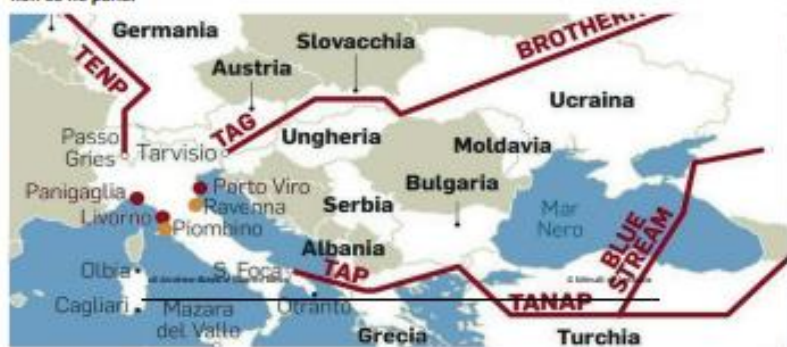 Germania
Slovacchia
BROTHERH
TENP
Austria
Ucraina
Passo
Gries
Tarvisio
TAG
Ungheria
Moldavia
Panigaglia
Porto Viro
Ravenna
Bulgaria
Livorno
Piombino
Serbia
Mar
Nero
BLUE
STREAM
Albania
Olbia
S. Foca
TAP
Cagliari
Mazara
del Vallo
Otranto
TANAP
Grecia
Turchia